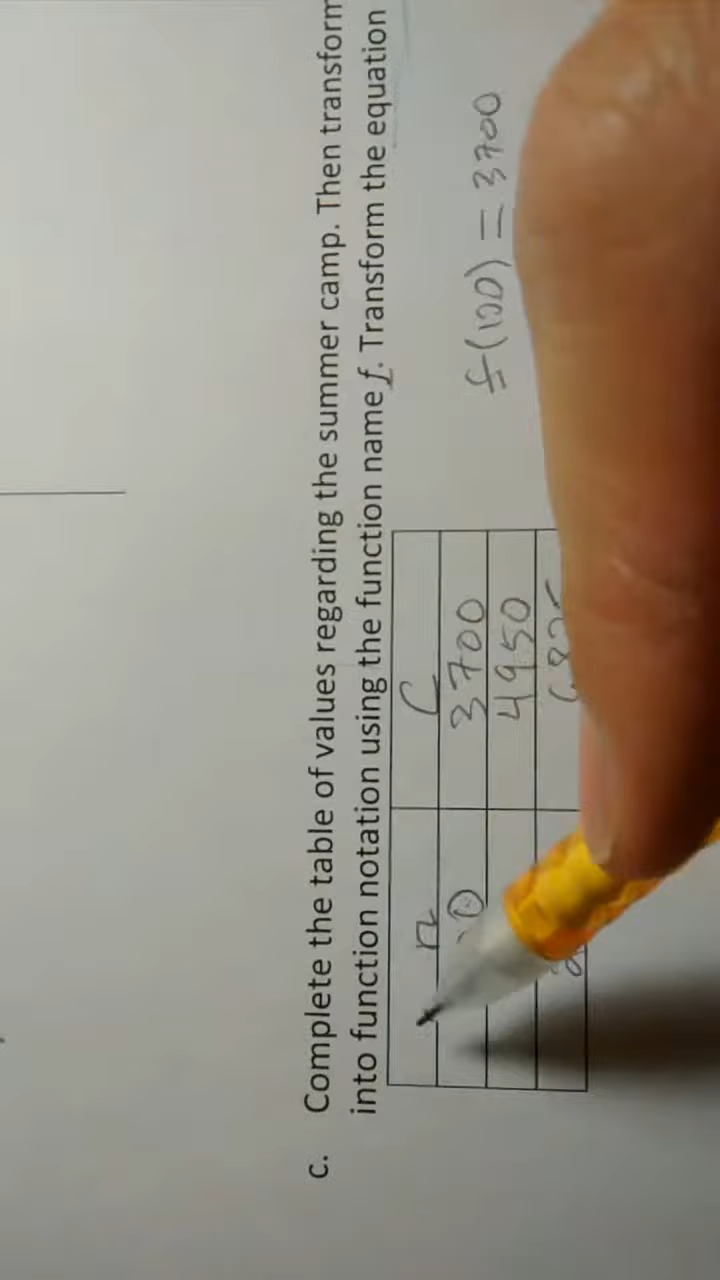 c. Complete the table of values regarding the summer camp. Then transform
into function notation using the function name f. Transform the equation
n C
3700
4950
f(100) = 3700